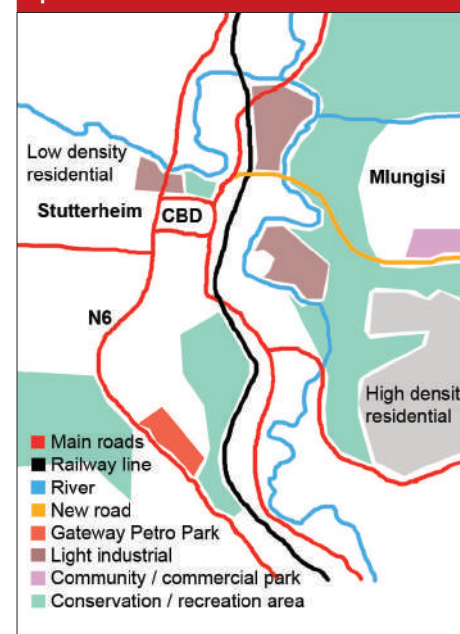 Low density
residential
Stutterheim
CBD
Mlungisi
N6
High densit
residential
Main roads
Railway line
River
New road
Gateway Petro Park
Light industrial
Community / commercial park
Conservation / recreation area